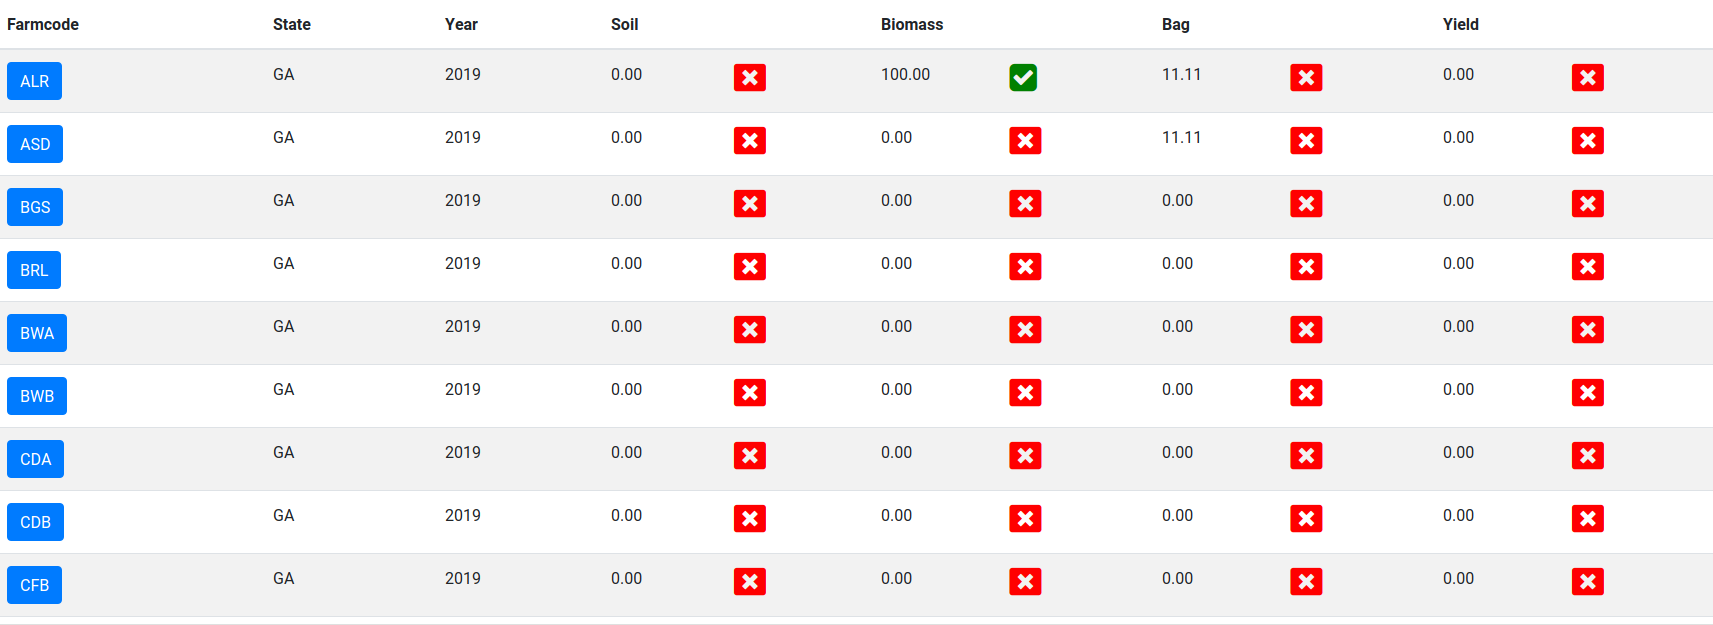 Farmcode State Year Soil Biomass Bag Yield
ALR GA 2019 0.00 100.00 11.11 0.00
ASD GA 2019 0.00 0.00 11.11 0.00
BGS GA 2019 0.00 0.00 0.00 0.00
BRL GA 2019 0.00 0.00 0.00 0.00
BWA GA 2019 0.00 0.00 0.00 0.00
BWB GA 2019 0.00 0.00 0.00 0.00
CDA GA 2019 0.00 0.00 0.00 0.00
CDB GA 2019 0.00 0.00 0.00 0.00
CFB GA 2019 0.00 0.00 0.00 0.00